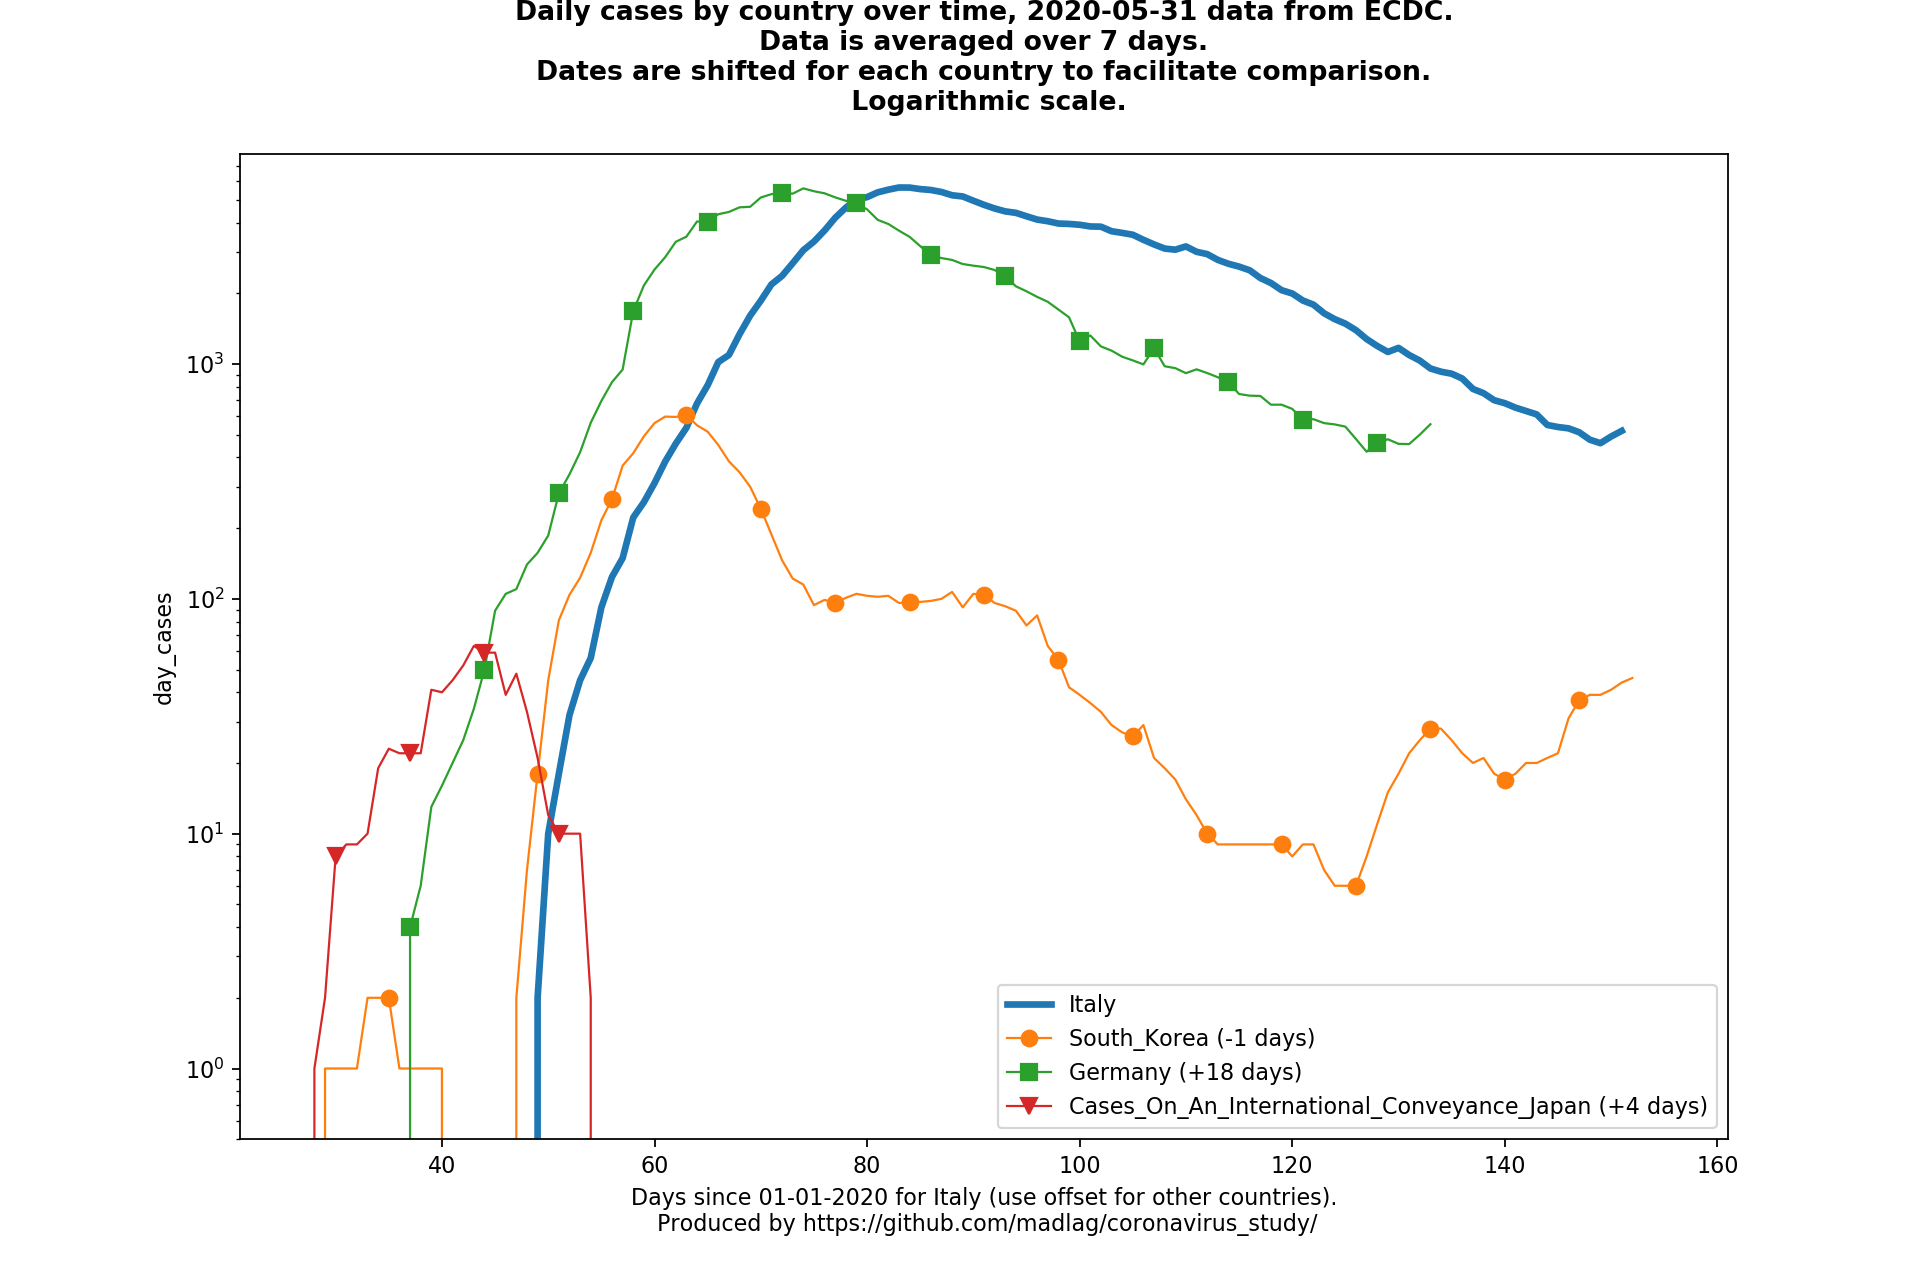 Daily cases by country over time, 2020-05-31 data from ECDC.
Data is averaged over 7 days.
Dates are shifted for each country to facilitate comparison.
Logarithmic scale.
10³
10²
10¹
10⁰
day_cases
Italy
South_Korea (-1 days)
Germany (+18 days)
Cases_On_An_International_Conveyance_Japan (+4 days)
40 60 80 100 120 140 160
Days since 01-01-2020 for Italy (use offset for other countries).
Produced by https://github.com/madlag/coronavirus_study/